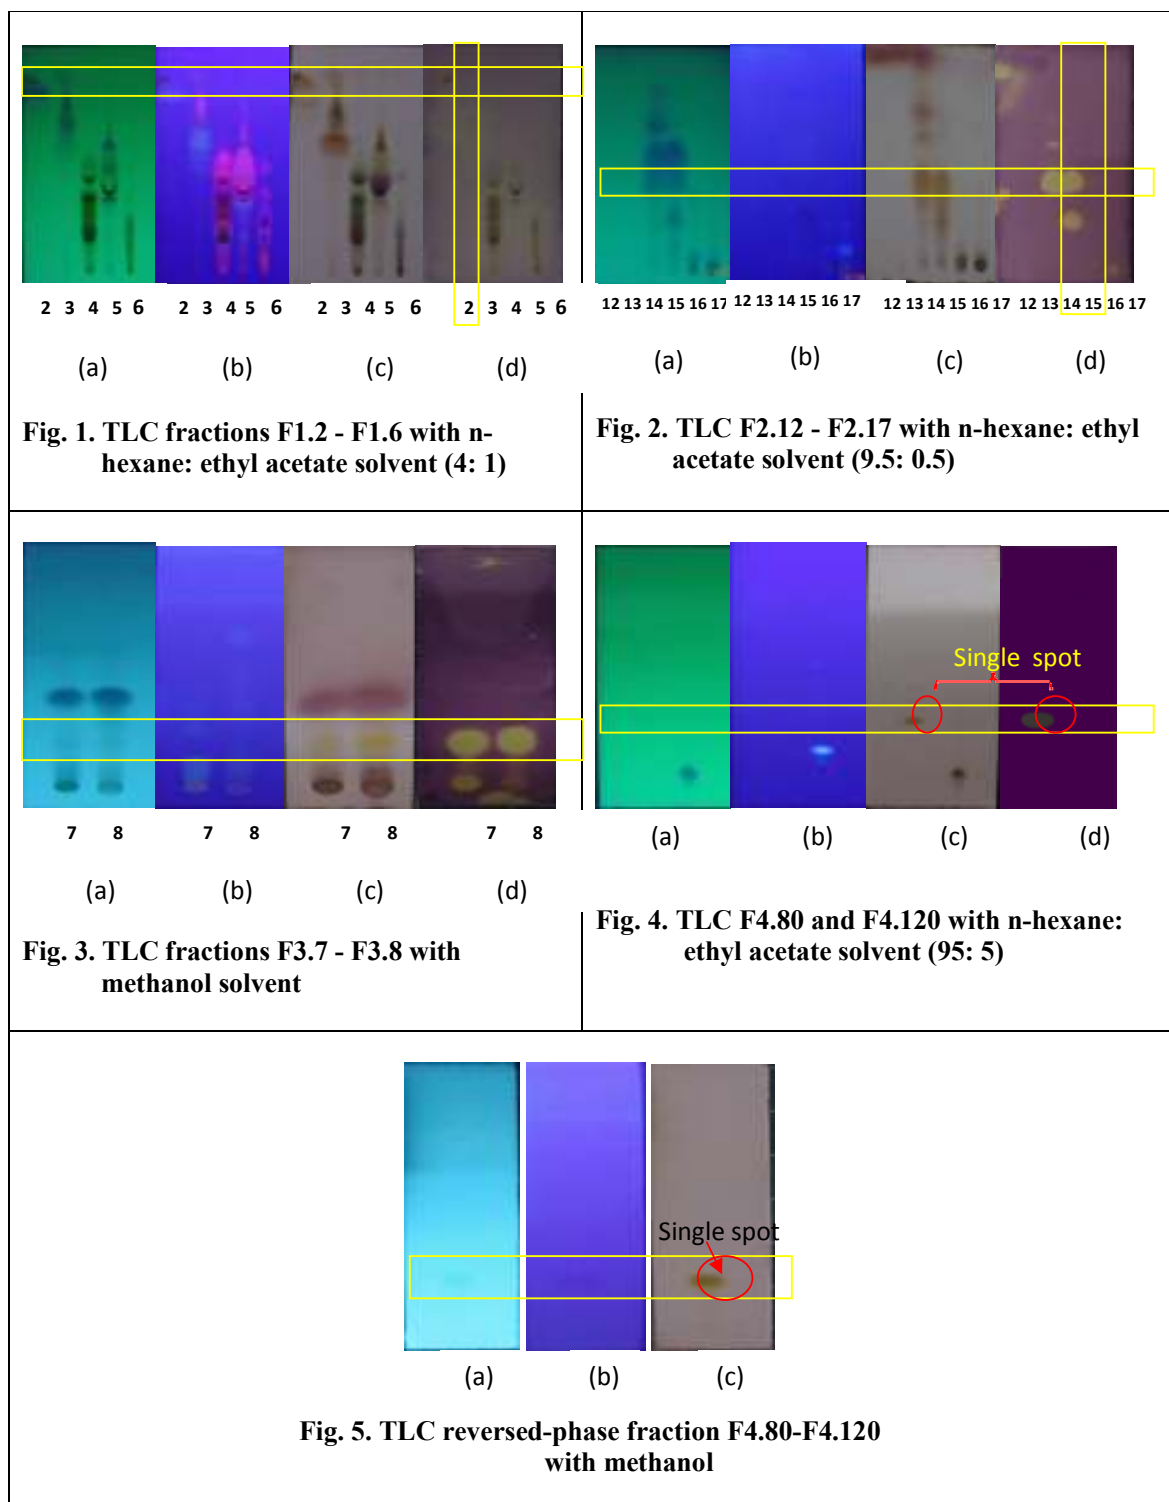 2 3 4 5 6 2 3 4 5 6 2 3 4 5 6 2 3 4 5 6
(a) (b) (c) (d)
Fig. 1. TLC fractions F1.2 - F1.6 with n-
hexane: ethyl acetate solvent (4: 1)
12 13 14 15 16 17 12 13 14 15 16 17 12 13 14 15 16 17 12 13 14 15 16 17
(a) (b) (c) (d)
Fig. 2. TLC F2.12 - F2.17 with n-hexane: ethyl
acetate solvent (9.5: 0.5)
7 8 7 8 7 8 7 8
(a) (b) (c) (d)
Fig. 3. TLC fractions F3.7 - F3.8 with
methanol solvent
Single spot
(a) (b) (c) (d)
Fig. 4. TLC F4.80 and F4.120 with n-hexane:
ethyl acetate solvent (95: 5)
Single spot
(a) (b) (c)
Fig. 5. TLC reversed-phase fraction F4.80-F4.120
with methanol